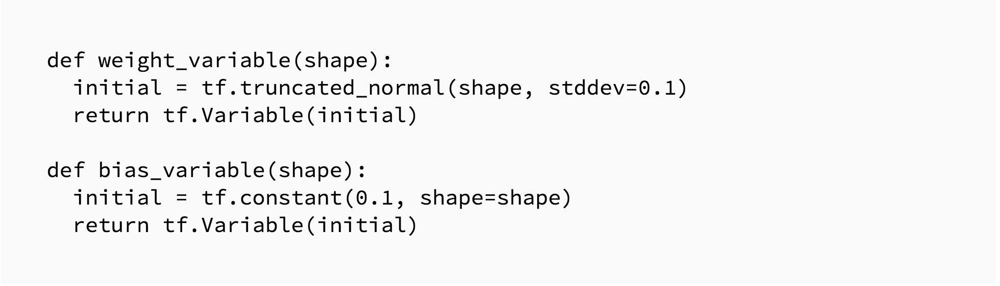 def weight_variable(shape):
  initial = tf.truncated_normal(shape, stddev=0.1)
  return tf.Variable(initial)

def bias_variable(shape):
  initial = tf.constant(0.1, shape=shape)
  return tf.Variable(initial)